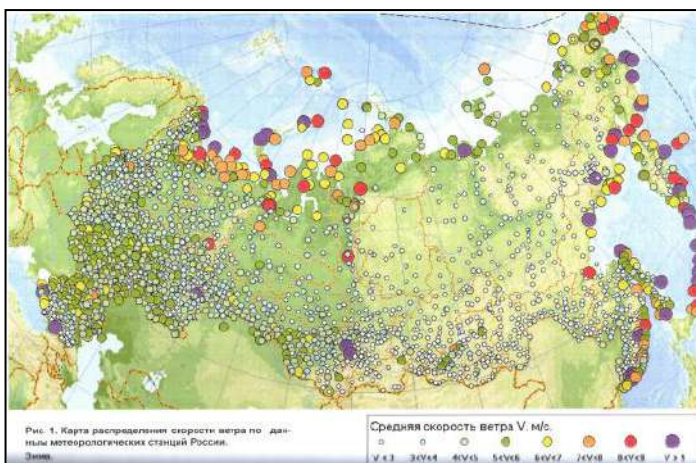 Рис. 1. Карта распределения скорости ветра по дан-
ным метеорологических станций России.
Зима.
Средняя скорость ветра V, м/с.
V < 3 3<V<4 4<V<5 5<V<6 6<V<7 7<V<8 8<V<9 V > 9